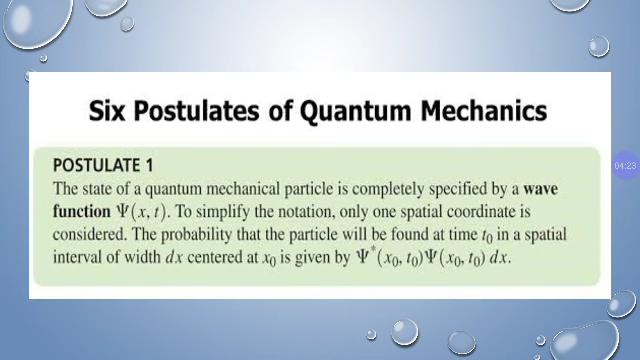 Six Postulates of Quantum Mechanics
POSTULATE 1
The state of a quantum mechanical particle is completely specified by a wave
function Ψ(x, t). To simplify the notation, only one spatial coordinate is
considered. The probability that the particle will be found at time t₀ in a spatial
interval of width dx centered at x₀ is given by Ψ*(x₀, t₀)Ψ(x₀, t₀) dx.
04:23